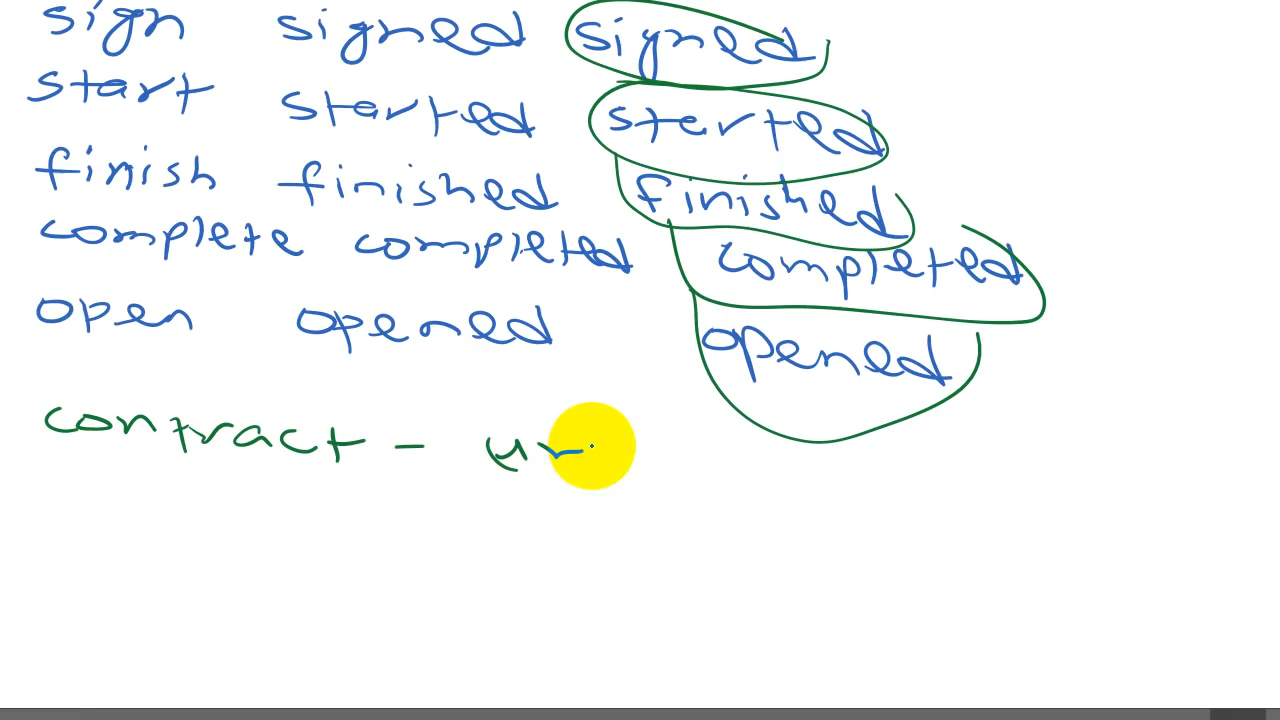 sign signed signed
start started started
finish finished finished
complete completed completed
open opened opened
contract -